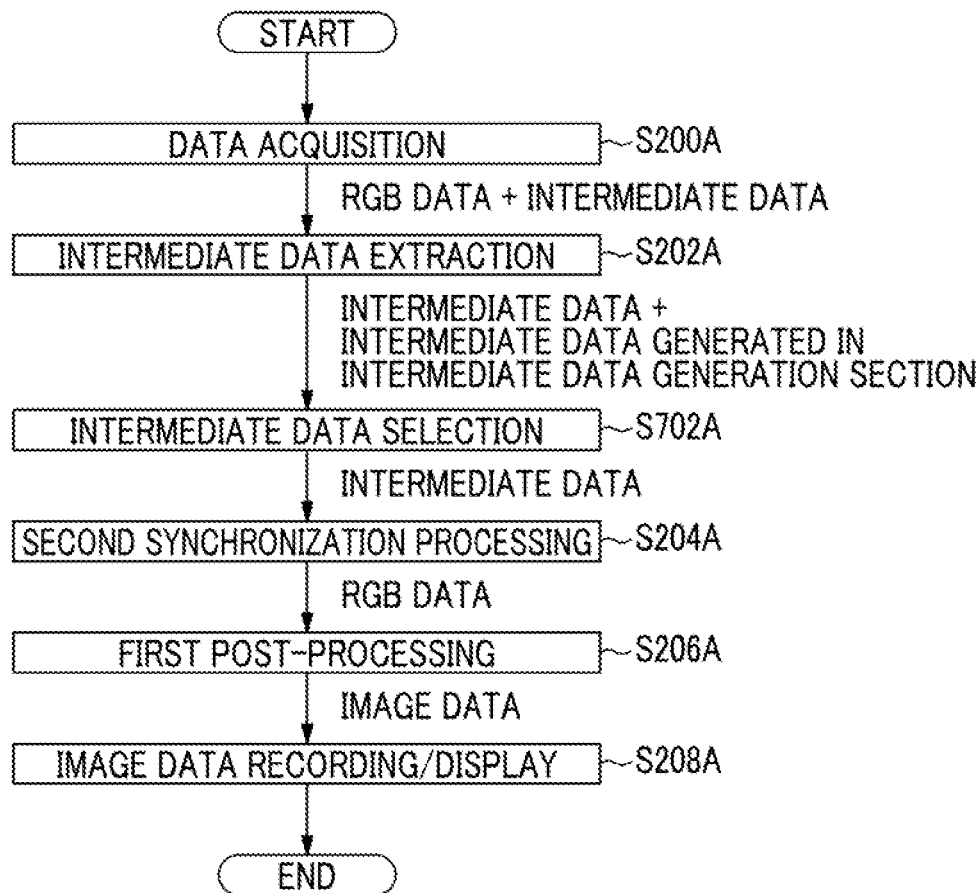 START
DATA ACQUISITION
S200A
RGB DATA + INTERMEDIATE DATA
INTERMEDIATE DATA EXTRACTION
S202A
INTERMEDIATE DATA +
INTERMEDIATE DATA GENERATED IN
INTERMEDIATE DATA GENERATION SECTION
INTERMEDIATE DATA SELECTION
S702A
INTERMEDIATE DATA
SECOND SYNCHRONIZATION PROCESSING
S204A
RGB DATA
FIRST POST-PROCESSING
S206A
IMAGE DATA
IMAGE DATA RECORDING/DISPLAY
S208A
END